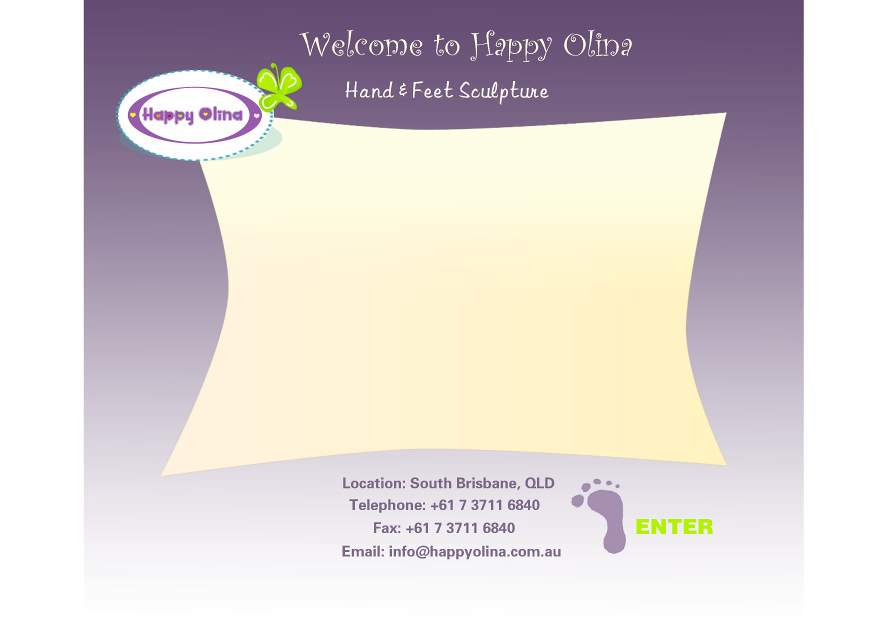 Welcome to Happy Olina
Hand & Feet Sculpture
Happy Olina
Location: South Brisbane, QLD
Telephone: +61 7 3711 6840
Fax: +61 7 3711 6840
Email: info@happyolina.com.au
ENTER